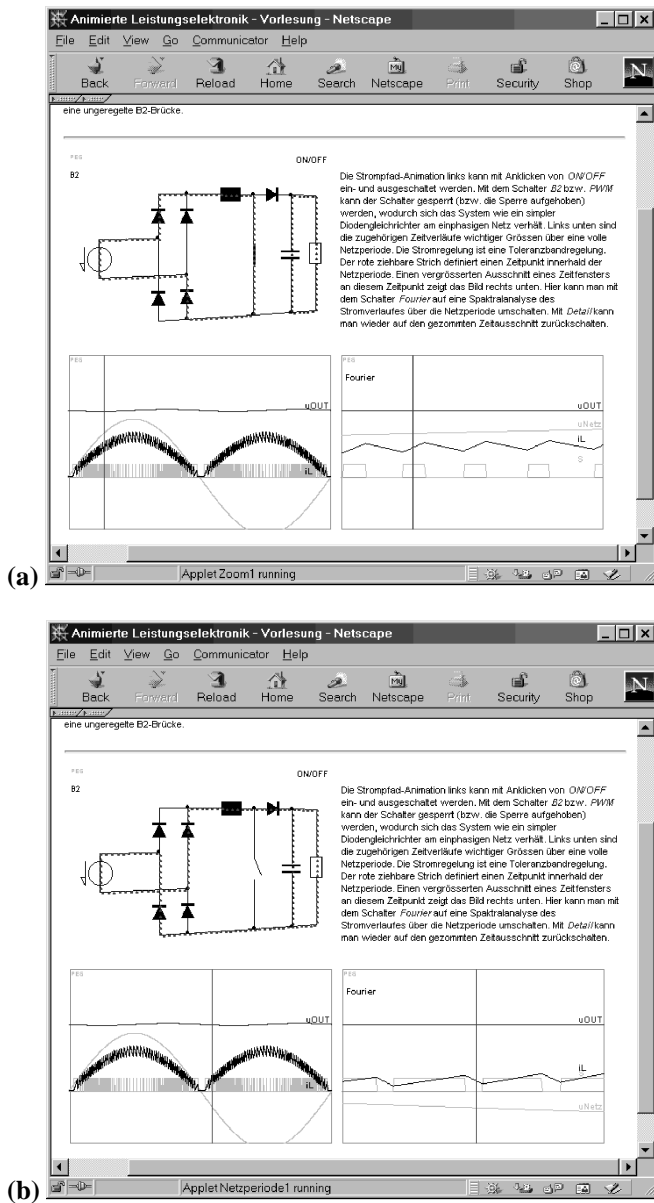 Animierte Leistungselektronik - Vorlesung - Netscape
File Edit View Go Communicator Help
Back Forward Reload Home Search Netscape Print Security Shop
N
eine ungeregelte B2-Brücke.
PEG
ON/OFF
B2
Die Strompfad-Animation links kann mit Anklicken von ON/OFF
ein- und ausgeschaltet werden. Mit dem Schalter B2 bzw. PWM
kann der Schalter gesperrt (bzw. die Sperre aufgehoben)
werden, wodurch sich das System wie ein simpler
Diodengleichrichter am einphasigen Netz verhält. Links unten sind
die zugehörigen Zeitverläufe wichtiger Grössen über eine volle
Netzperiode. Die Stromregelung ist eine Toleranzbandregelung.
Der rote ziehbare Strich definiert einen Zeitpunkt innerhalb der
Netzperiode. Einen vergrösserten Ausschnitt eines Zeitfensters
an diesem Zeitpunkt zeigt das Bild rechts unten. Hier kann man mit
dem Schalter Fourier auf eine Spaktralanalyse des
Stromverlaufes über die Netzperiode umschalten. Mit Detail kann
man wieder auf den gezommten Zeitausschnitt zurückschalten.
PEG
uOUT
iL
PEG
Fourier
uOUT
uNetz
iL
S
(a)
Applet Zoom1 running
Animierte Leistungselektronik - Vorlesung - Netscape
File Edit View Go Communicator Help
Back Forward Reload Home Search Netscape Print Security Shop
N
eine ungeregelte B2-Brücke.
PEG
ON/OFF
B2
Die Strompfad-Animation links kann mit Anklicken von ON/OFF
ein- und ausgeschaltet werden. Mit dem Schalter B2 bzw. PWM
kann der Schalter gesperrt (bzw. die Sperre aufgehoben)
werden, wodurch sich das System wie ein simpler
Diodengleichrichter am einphasigen Netz verhält. Links unten sind
die zugehörigen Zeitverläufe wichtiger Grössen über eine volle
Netzperiode. Die Stromregelung ist eine Toleranzbandregelung.
Der rote ziehbare Strich definiert einen Zeitpunkt innerhalb der
Netzperiode. Einen vergrösserten Ausschnitt eines Zeitfensters
an diesem Zeitpunkt zeigt das Bild rechts unten. Hier kann man mit
dem Schalter Fourier auf eine Spaktralanalyse des
Stromverlaufes über die Netzperiode umschalten. Mit Detail kann
man wieder auf den gezommten Zeitausschnitt zurückschalten.
PEG
uOUT
iL
PEG
Fourier
uOUT
iL
uNetz
(b)
Applet Netzperiode1 running